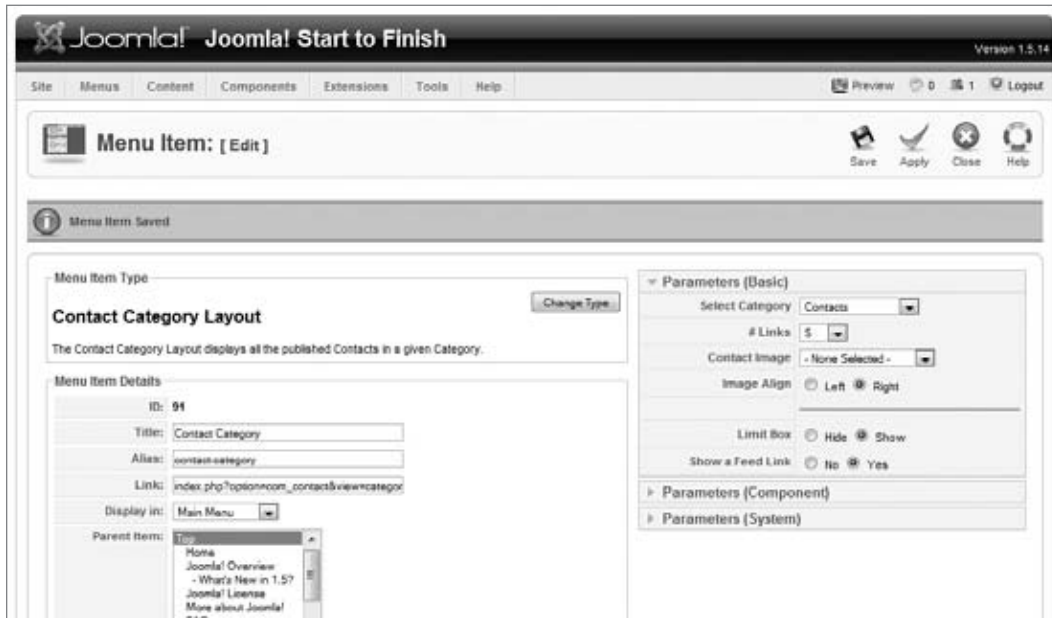 Joomla! Joomla! Start to Finish
Version 1.5.14
Site Menus Content Components Extensions Tools Help
Preview 0 1 Logout
Menu Item: [ Edit ]
Save Apply Close Help
Menu Item Saved
Menu Item Type
Change Type
Contact Category Layout
The Contact Category Layout displays all the published Contacts in a given Category.
Menu Item Details
ID: 91
Title: Contact Category
Alias: contact-category
Link: index.php?option=com_contact&view=categor
Display in: Main Menu
Parent Item: Top
Home
Joomla! Overview
- What's New in 1.5?
Joomla! License
More about Joomla!
Parameters (Basic)
Select Category Contacts
# Links 5
Contact Image - None Selected -
Image Align Left Right
Limit Box Hide Show
Show a Feed Link No Yes
Parameters (Component)
Parameters (System)